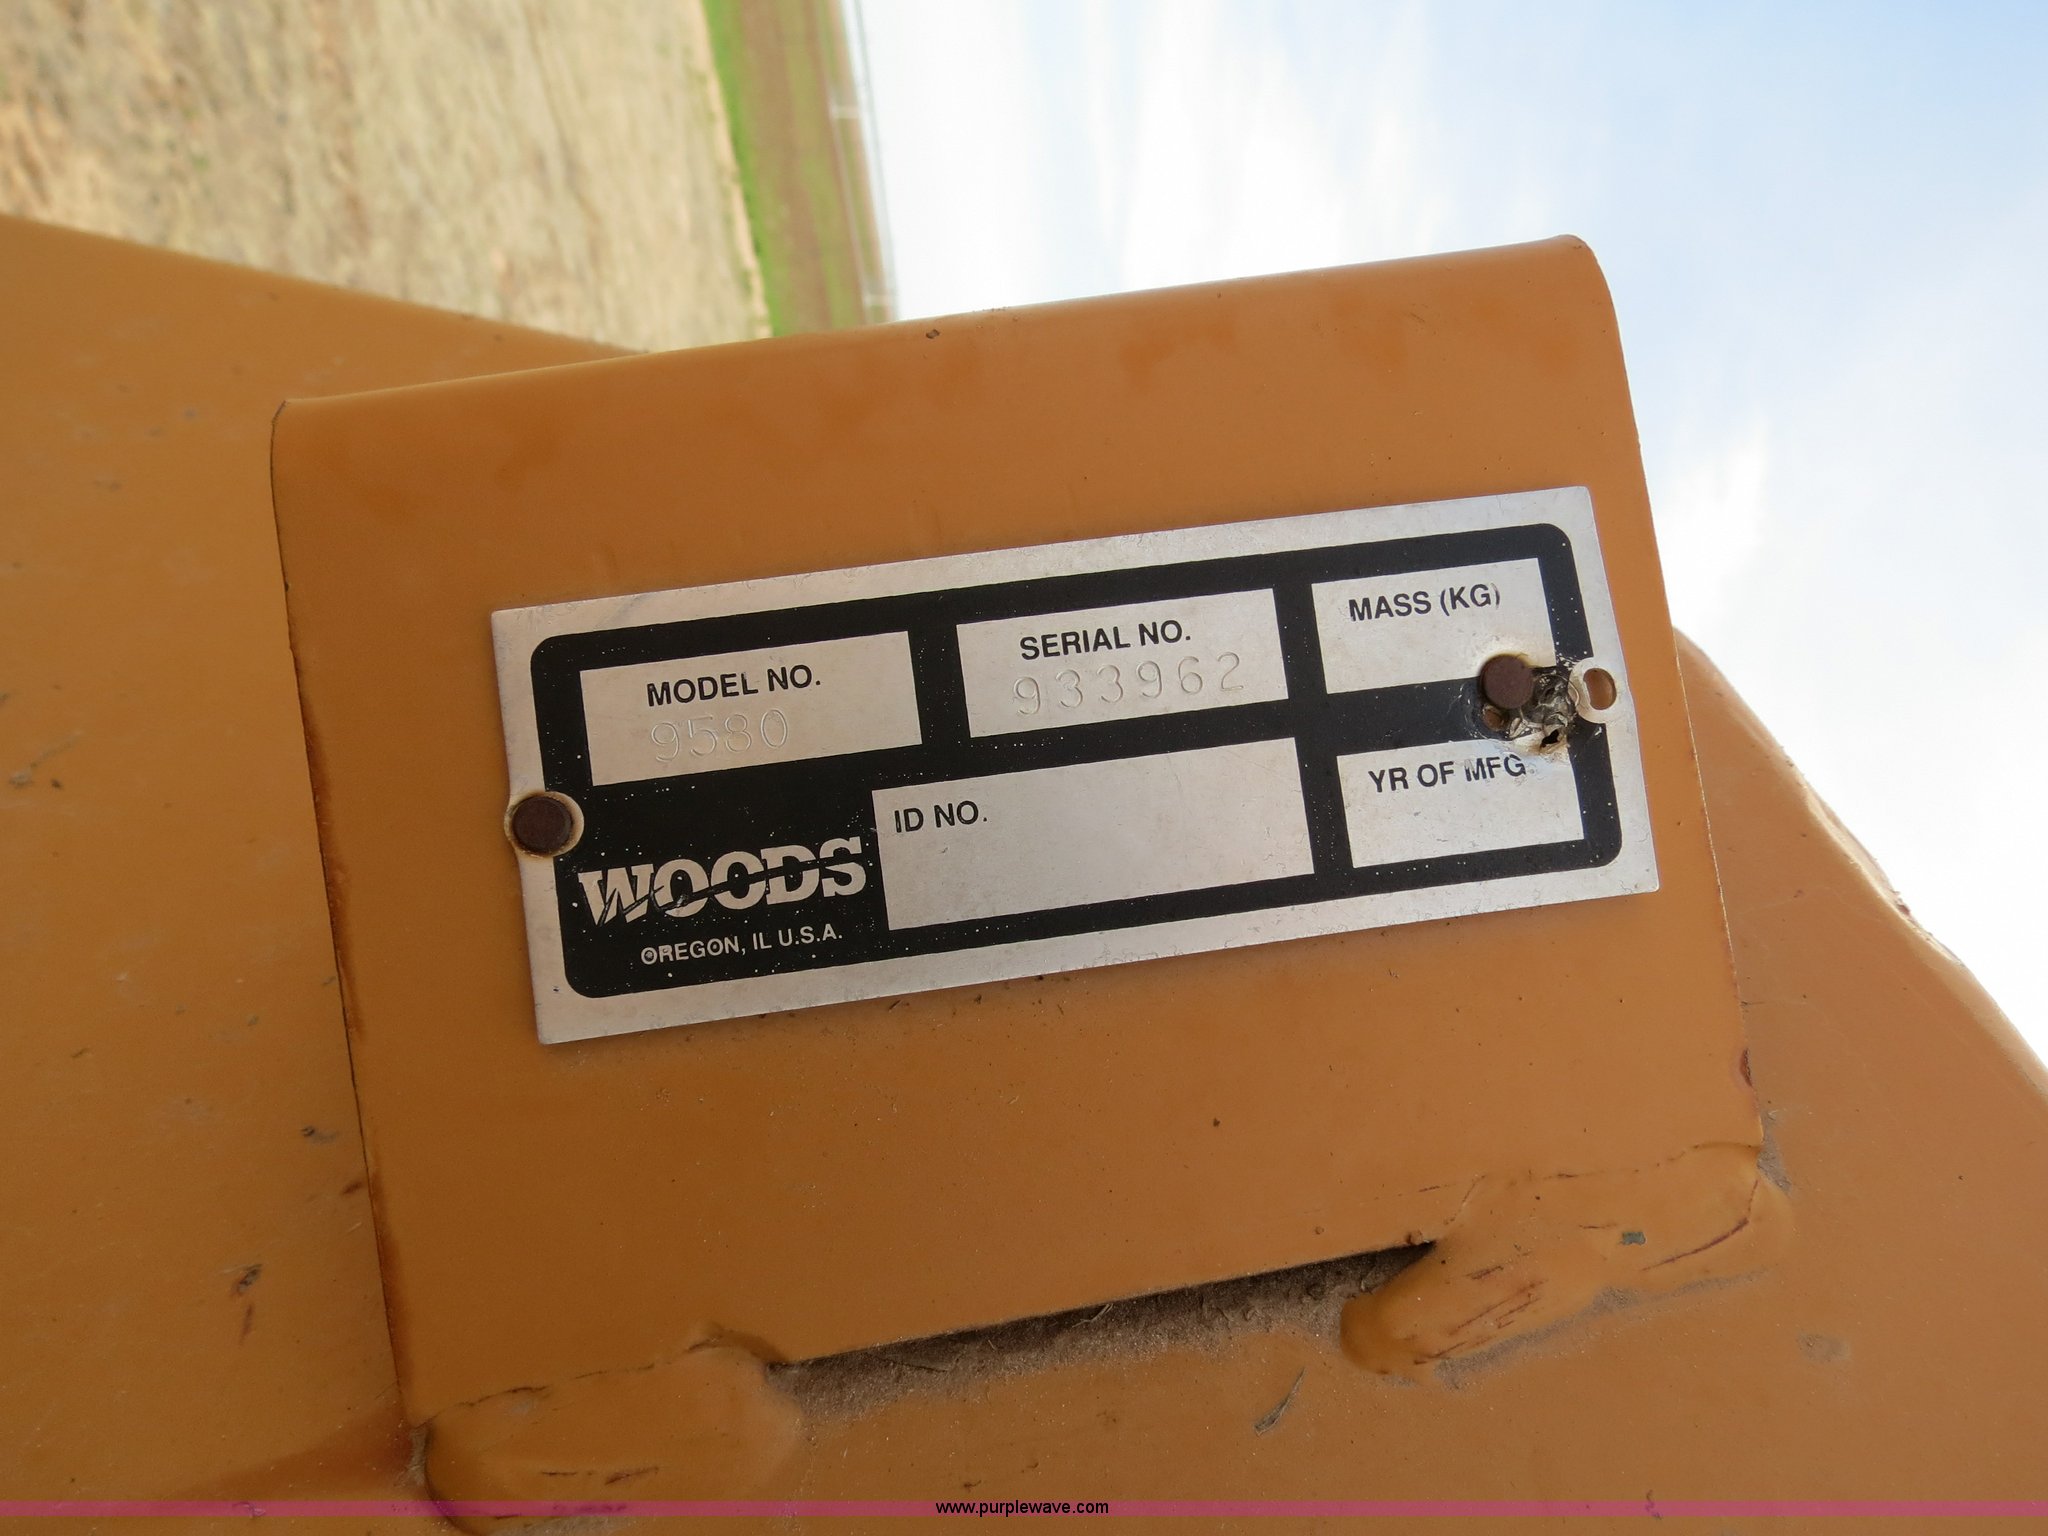 MODEL NO.
9580
SERIAL NO.
933962
MASS (KG)
WOODS
OREGON, IL U.S.A.
ID NO.
YR OF MFG.
www.purplewave.com